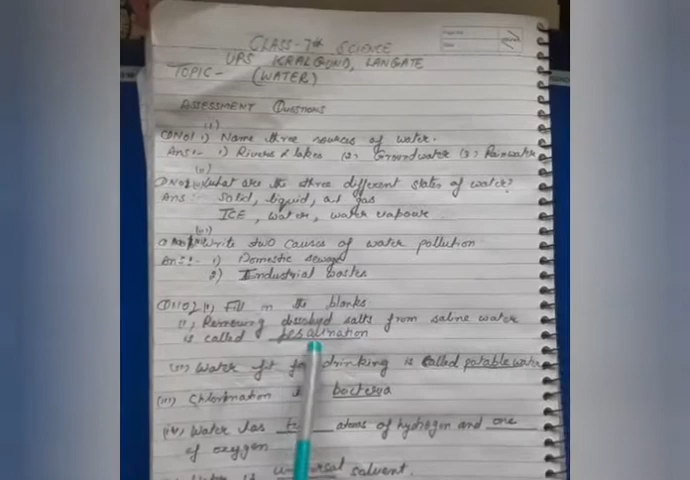 CLASS-7th SCIENCE
UPS KRALGUND, LANGATE
TOPIC- (WATER)
ASSESSMENT Questions
(i)
QNo1 i) Name three sources of water.
Ans:- 1) Rivers & lakes (2) Groundwater (3) Rainwater
(ii)
What are the three different states of water?
Ans: Solid, liquid, gas
ICE, water, water vapour
(iii)
Write two causes of water pollution
Ans:- 1) Domestic sewage
2) Industrial wastes
QNO2 (i) Fill in the blanks
(i) Removing dissolved salts from saline water
is called desalination
(ii) Water fit for drinking is called potable water
(iii) Chlorination bacteria
(iv) Water has atoms of hydrogen and one
of oxygen
universal solvent.